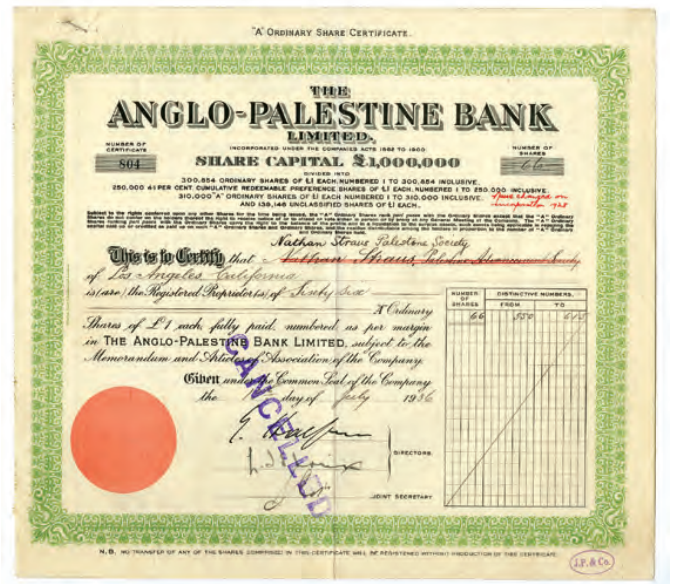 "A" ORDINARY SHARE CERTIFICATE.
THE
ANGLO-PALESTINE BANK
LIMITED.
INCORPORATED UNDER THE COMPANIES ACTS 1862 TO 1900
NUMBER OF
CERTIFICATE
804
NUMBER OF
SHARES
66
SHARE CAPITAL £1,000,000
DIVIDED INTO
300,854 ORDINARY SHARES OF £1 EACH, NUMBERED 1 TO 300,854 INCLUSIVE.
250,000 4½ PER CENT. CUMULATIVE REDEEMABLE PREFERENCE SHARES OF £1 EACH, NUMBERED 1 TO 250,000 INCLUSIVE.
310,000 "A" ORDINARY SHARES OF £1 EACH NUMBERED 1 TO 310,000 INCLUSIVE.
AND 139,146 UNCLASSIFIED SHARES OF £1 EACH.
Nathan Straus Palestine Society
This is to Certify that Nathan Straus, Palestine Advancement Society
of Los Angeles, California
is (are) the Registered Proprietor(s) of Sixty Six
"A" Ordinary
Shares of £1 each, fully paid, numbered as per margin
in THE ANGLO-PALESTINE BANK LIMITED, subject to the
Memorandum and Articles of Association of the Company.
Given under the Common Seal of the Company
the day of July 1936
NUMBER OF SHARES
DISTINCTIVE NUMBERS.
FROM TO
66 550 615
CANCELLED
DIRECTORS.
JOINT SECRETARY.
N.B. NO TRANSFER OF ANY OF THE SHARES COMPRISED IN THIS CERTIFICATE WILL BE REGISTERED WITHOUT PRODUCTION OF THIS CERTIFICATE.
J.P. & Co.